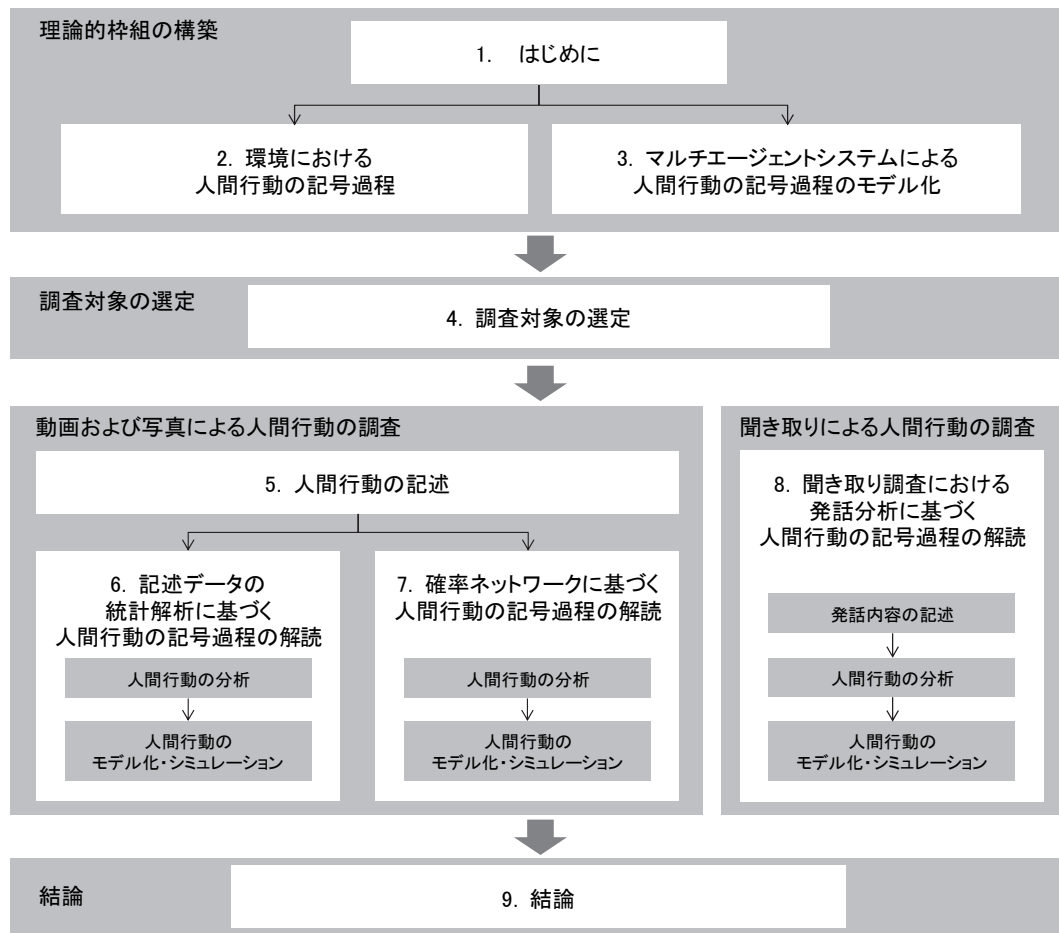 理論的枠組の構築
1. はじめに
2. 環境における
人間行動の記号過程
3. マルチエージェントシステムによる
人間行動の記号過程のモデル化
調査対象の選定
4. 調査対象の選定
動画および写真による人間行動の調査
5. 人間行動の記述
6. 記述データの
統計解析に基づく
人間行動の記号過程の解読
人間行動の分析
人間行動の
モデル化・シミュレーション
7. 確率ネットワークに基づく
人間行動の記号過程の解読
人間行動の分析
人間行動の
モデル化・シミュレーション
聞き取りによる人間行動の調査
8. 聞き取り調査における
発話分析に基づく
人間行動の記号過程の解読
発話内容の記述
人間行動の分析
人間行動の
モデル化・シミュレーション
結論
9. 結論